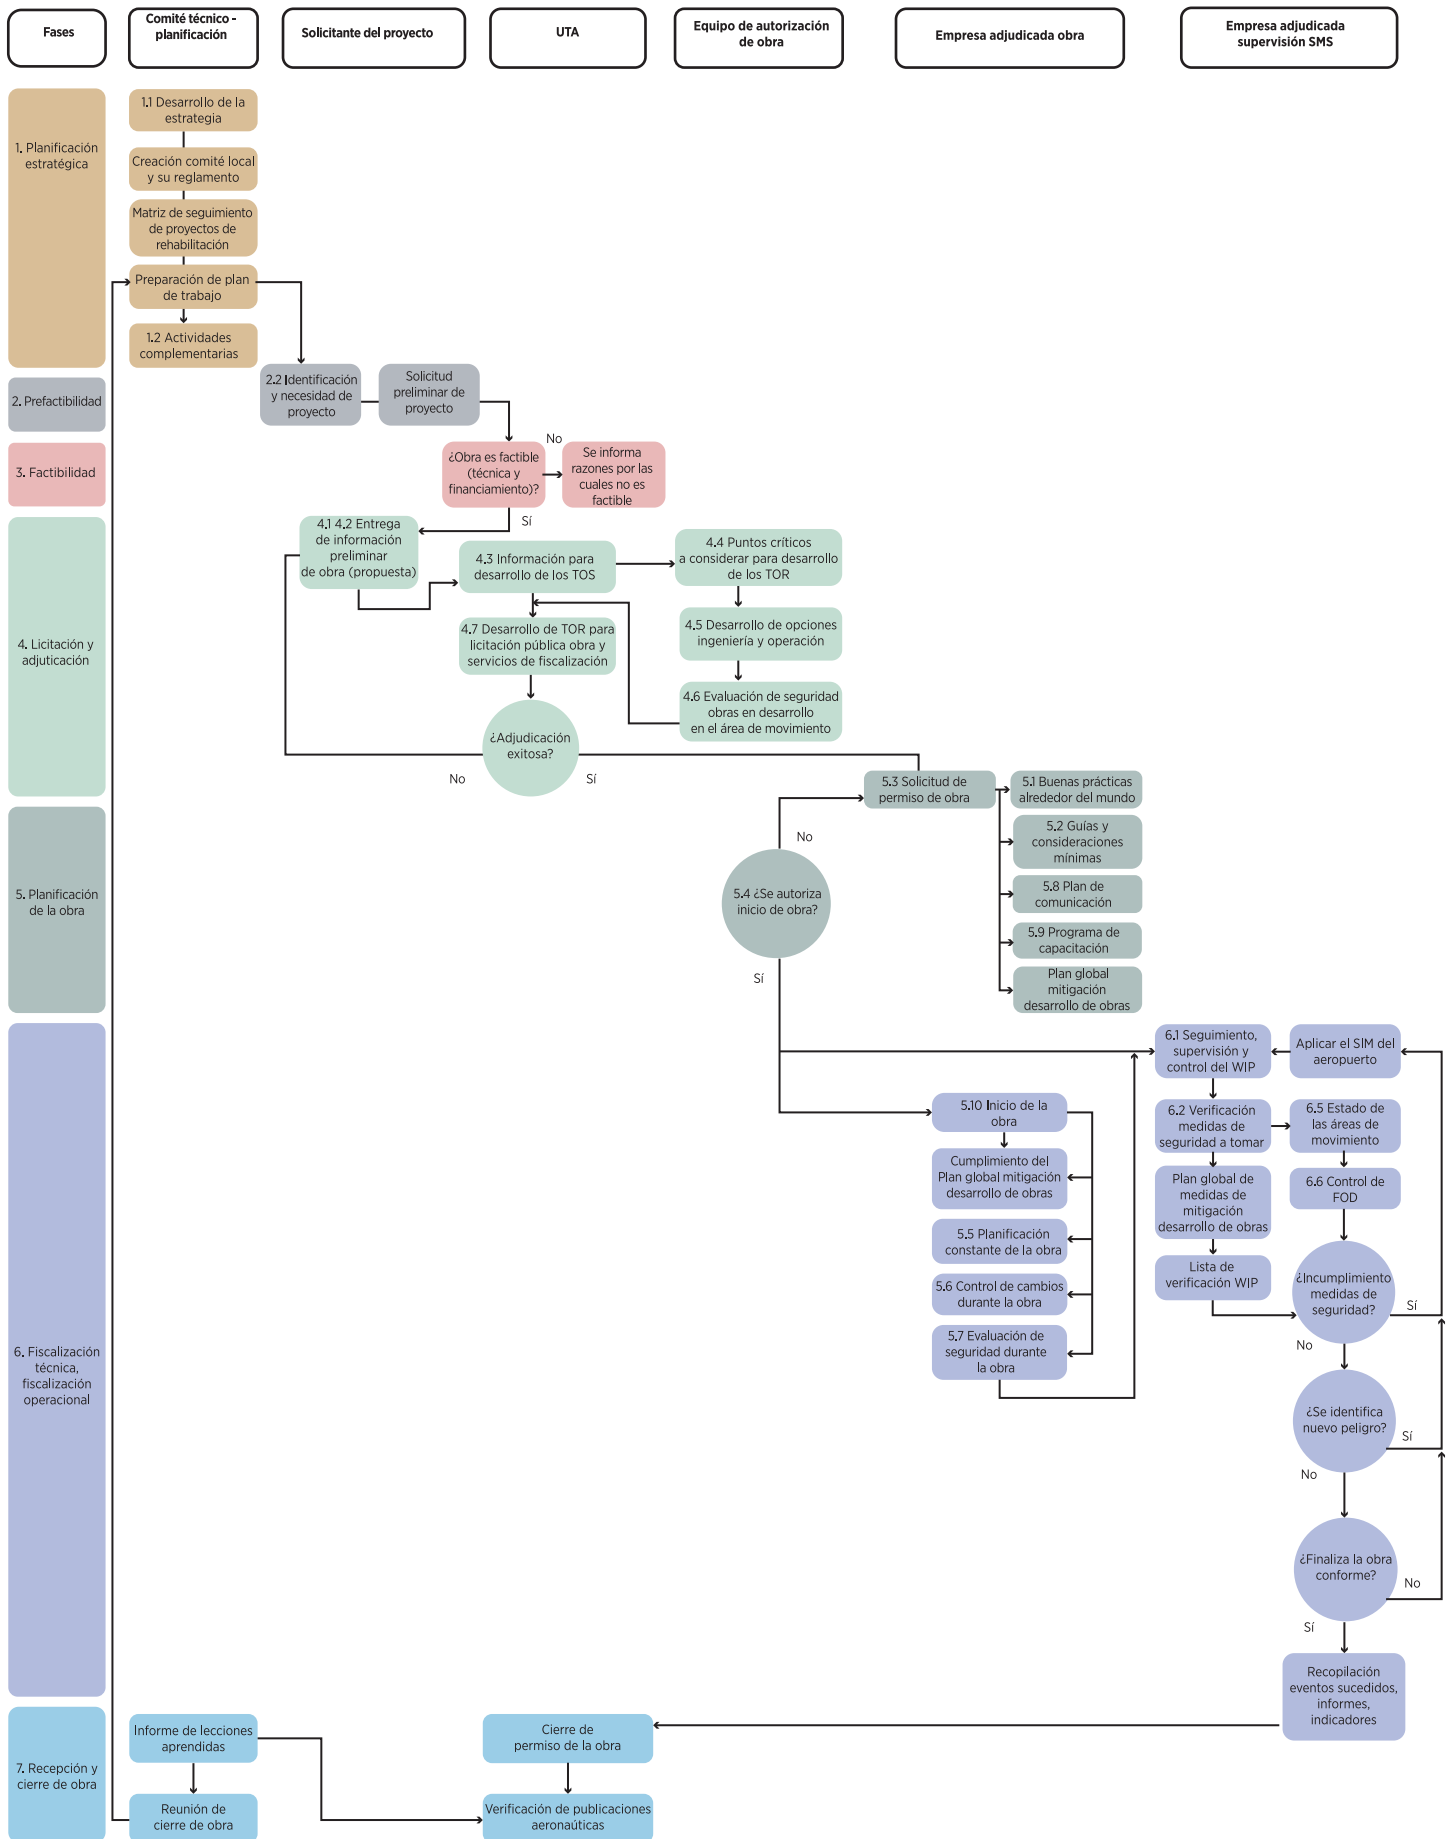 Fases
Comité técnico -
planificación
Solicitante del proyecto
UTA
Equipo de autorización
de obra
Empresa adjudicada obra
Empresa adjudicada
supervisión SMS
1. Planificación
estratégica
1.1 Desarrollo de la
estrategia
Creación comité local
y su reglamento
Matriz de seguimiento
de proyectos de
rehabilitación
Preparación de plan
de trabajo
1.2 Actividades
complementarias
2. Prefactibilidad
2.2 Identificación
y necesidad de
proyecto
Solicitud
preliminar de
proyecto
3. Factibilidad
¿Obra es factible
(técnica y
financiamiento)?
No
Se informa
razones por las
cuales no es
factible
Sí
4. Licitación y
adjuticación
4.1 4.2 Entrega
de información
preliminar
de obra (propuesta)
4.3 Información para
desarrollo de los TOS
4.4 Puntos críticos
a considerar para desarrollo
de los TOR
4.7 Desarrollo de TOR para
licitación pública obra y
servicios de fiscalización
4.5 Desarrollo de opciones
ingeniería y operación
4.6 Evaluación de seguridad
obras en desarrollo
en el área de movimiento
¿Adjudicación
exitosa?
No
Sí
5. Planificación
de la obra
5.3 Solicitud de
permiso de obra
5.1 Buenas prácticas
alrededor del mundo
5.2 Guías y
consideraciones
mínimas
No
5.4 ¿Se autoriza
inicio de obra?
5.8 Plan de
comunicación
5.9 Programa de
capacitación
Sí
Plan global
mitigación
desarrollo de obras
6. Fiscalización
técnica,
fiscalización
operacional
6.1 Seguimiento,
supervisión y
control del WIP
Aplicar el SIM del
aeropuerto
5.10 Inicio de la
obra
6.2 Verificación
medidas de
seguridad a tomar
6.5 Estado de
las áreas de
movimiento
Cumplimiento del
Plan global mitigación
desarrollo de obras
Plan global de
medidas de
mitigación
desarrollo de obras
6.6 Control de
FOD
5.5 Planificación
constante de la obra
Lista de
verificación WIP
¿Incumplimiento
medidas de
seguridad?
Sí
5.6 Control de cambios
durante la obra
5.7 Evaluación de
seguridad durante
la obra
No
¿Se identifica
nuevo peligro?
Sí
No
¿Finaliza la obra
conforme?
No
Sí
Recopilación
eventos sucedidos,
informes,
indicadores
7. Recepción y
cierre de obra
Informe de lecciones
aprendidas
Cierre de
permiso de la obra
Reunión de
cierre de obra
Verificación de publicaciones
aeronaúticas